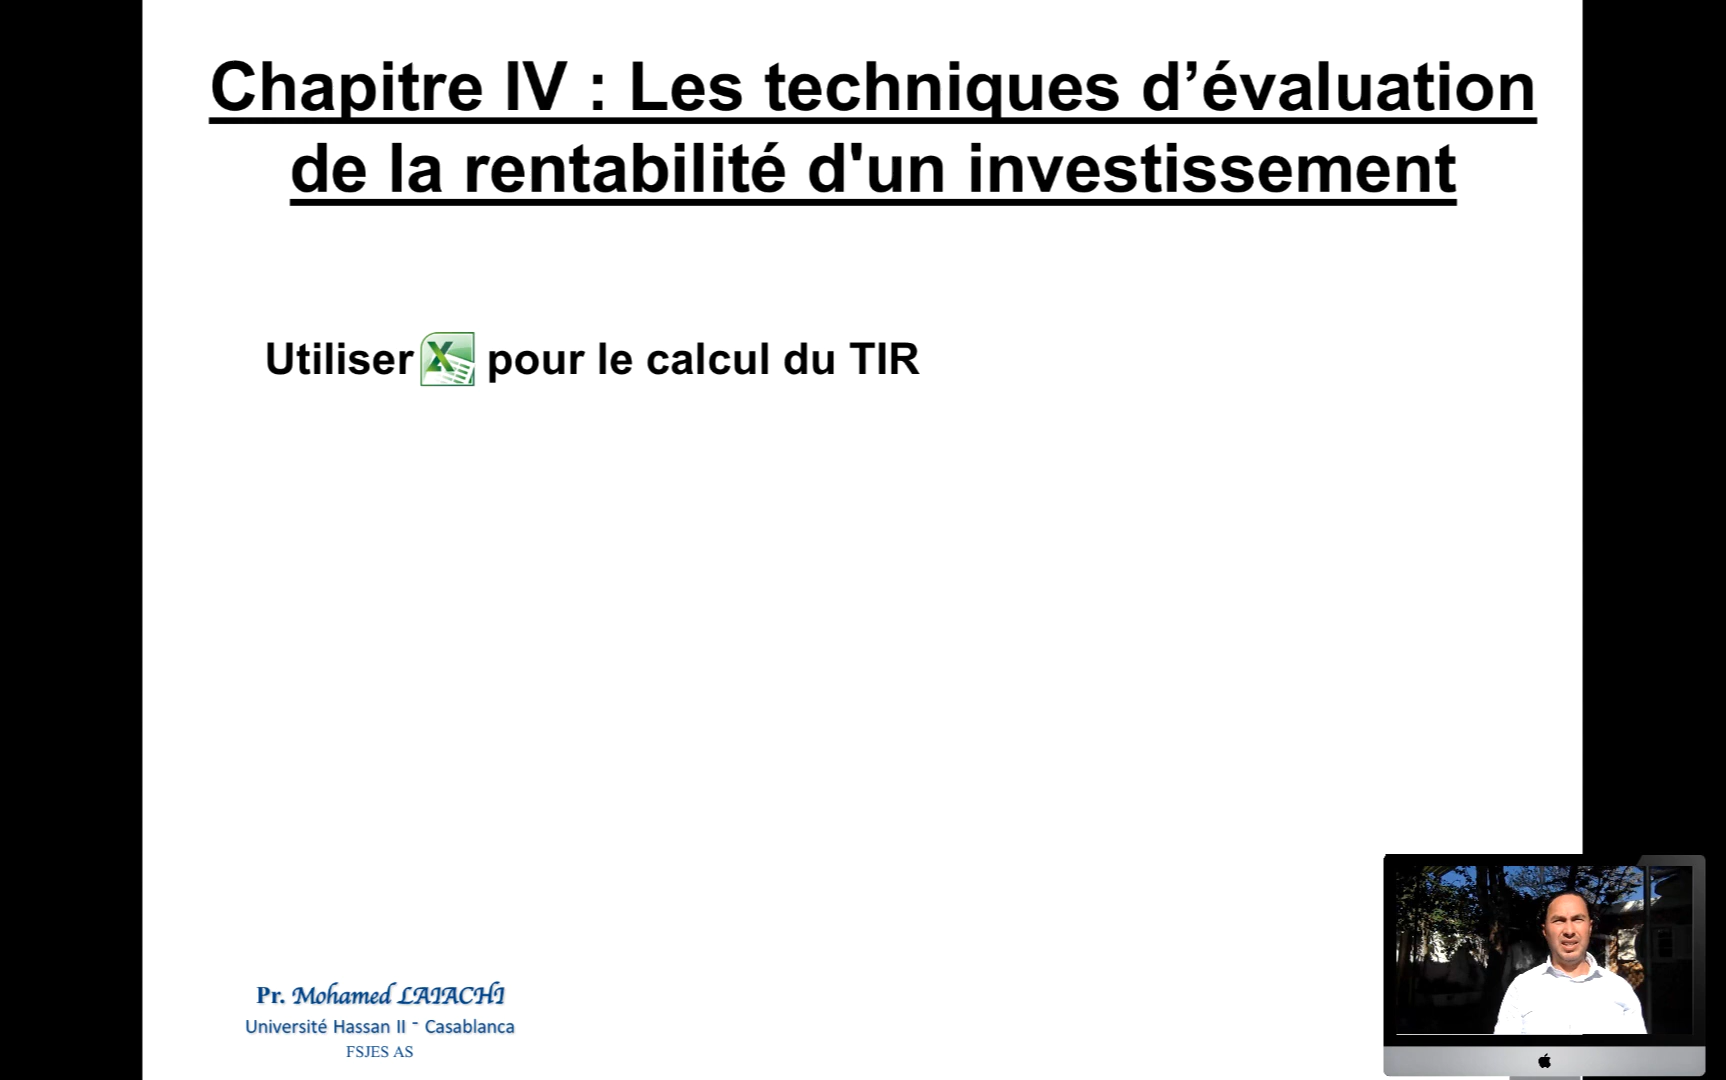 Chapitre IV : Les techniques d’évaluation
de la rentabilité d'un investissement
Utiliser pour le calcul du TIR
Pr. Mohamed LAIACHI
Université Hassan II - Casablanca
FSJES AS